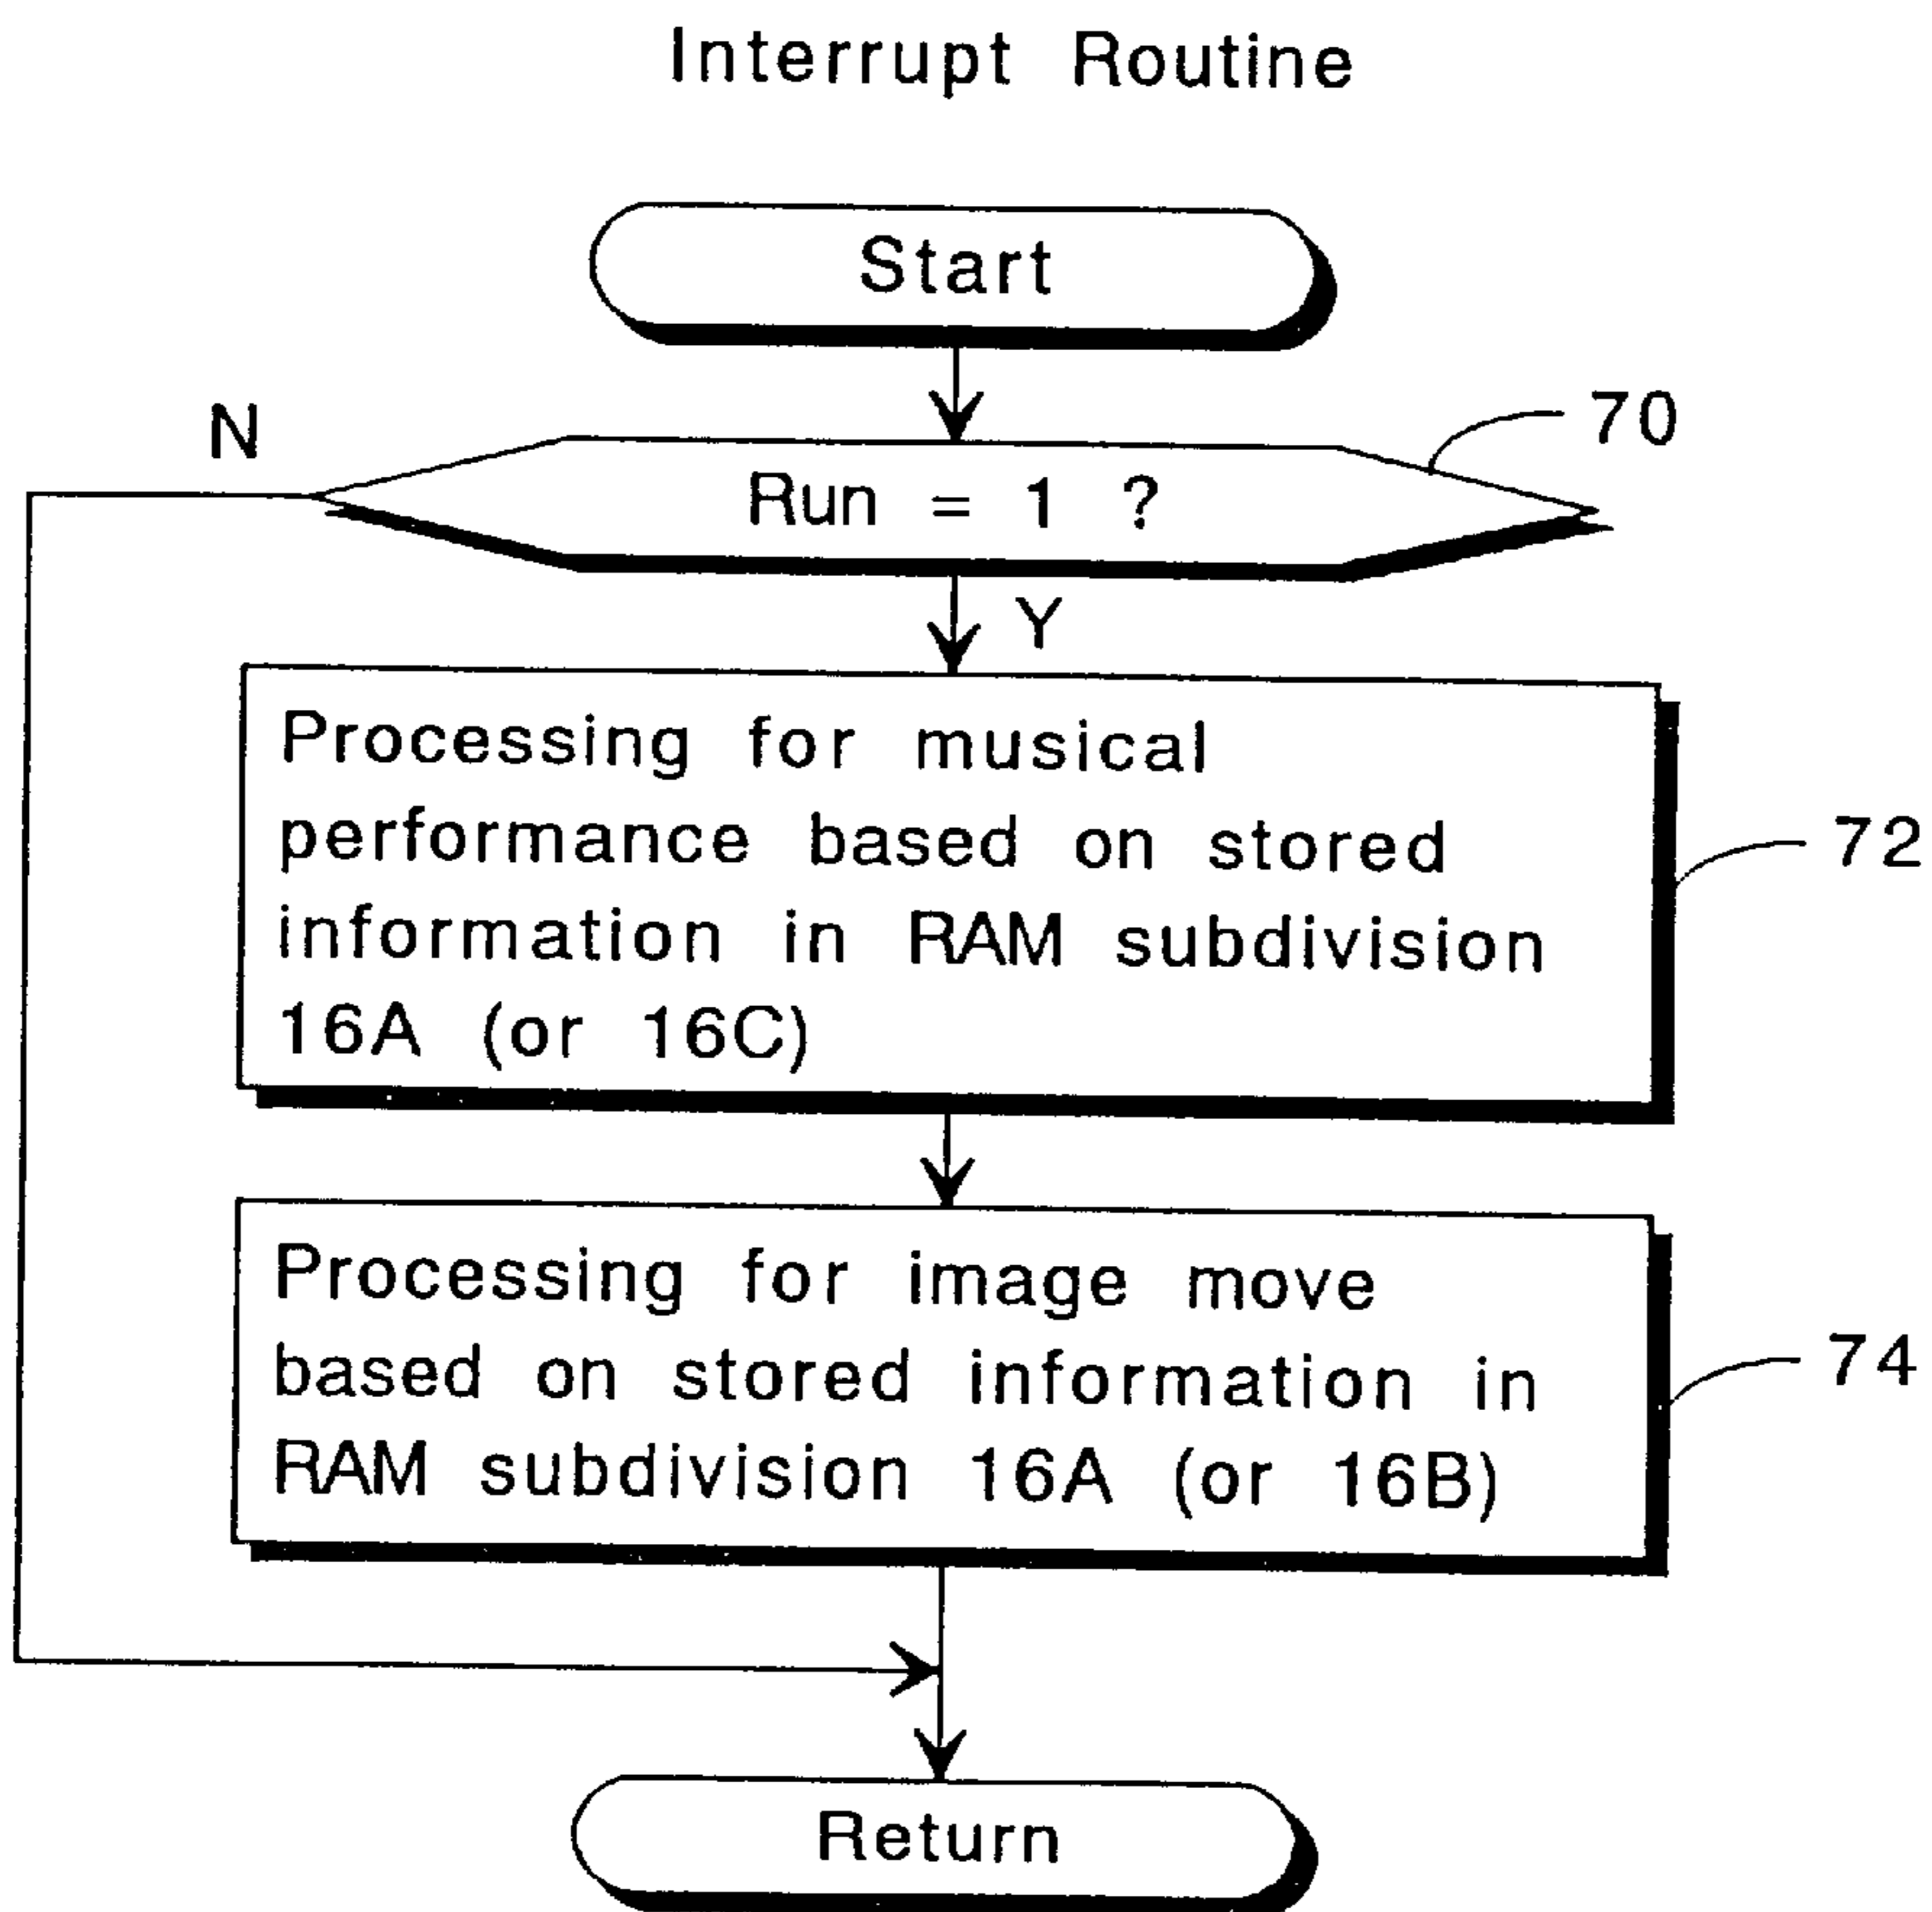 Interrupt Routine
Start
N
70
Run = 1 ?
Y
Processing for musical
performance based on stored
information in RAM subdivision
16A (or 16C)
72
Processing for image move
based on stored information in
RAM subdivision 16A (or 16B)
74
Return